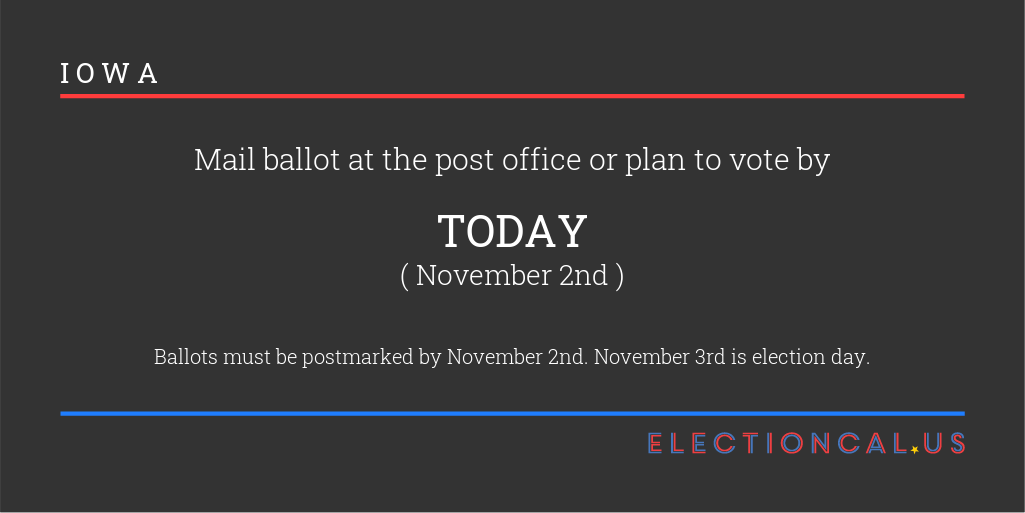 IOWA
Mail ballot at the post office or plan to vote by
TODAY
( November 2nd )
Ballots must be postmarked by November 2nd. November 3rd is election day.
ELECTIONCAL.US